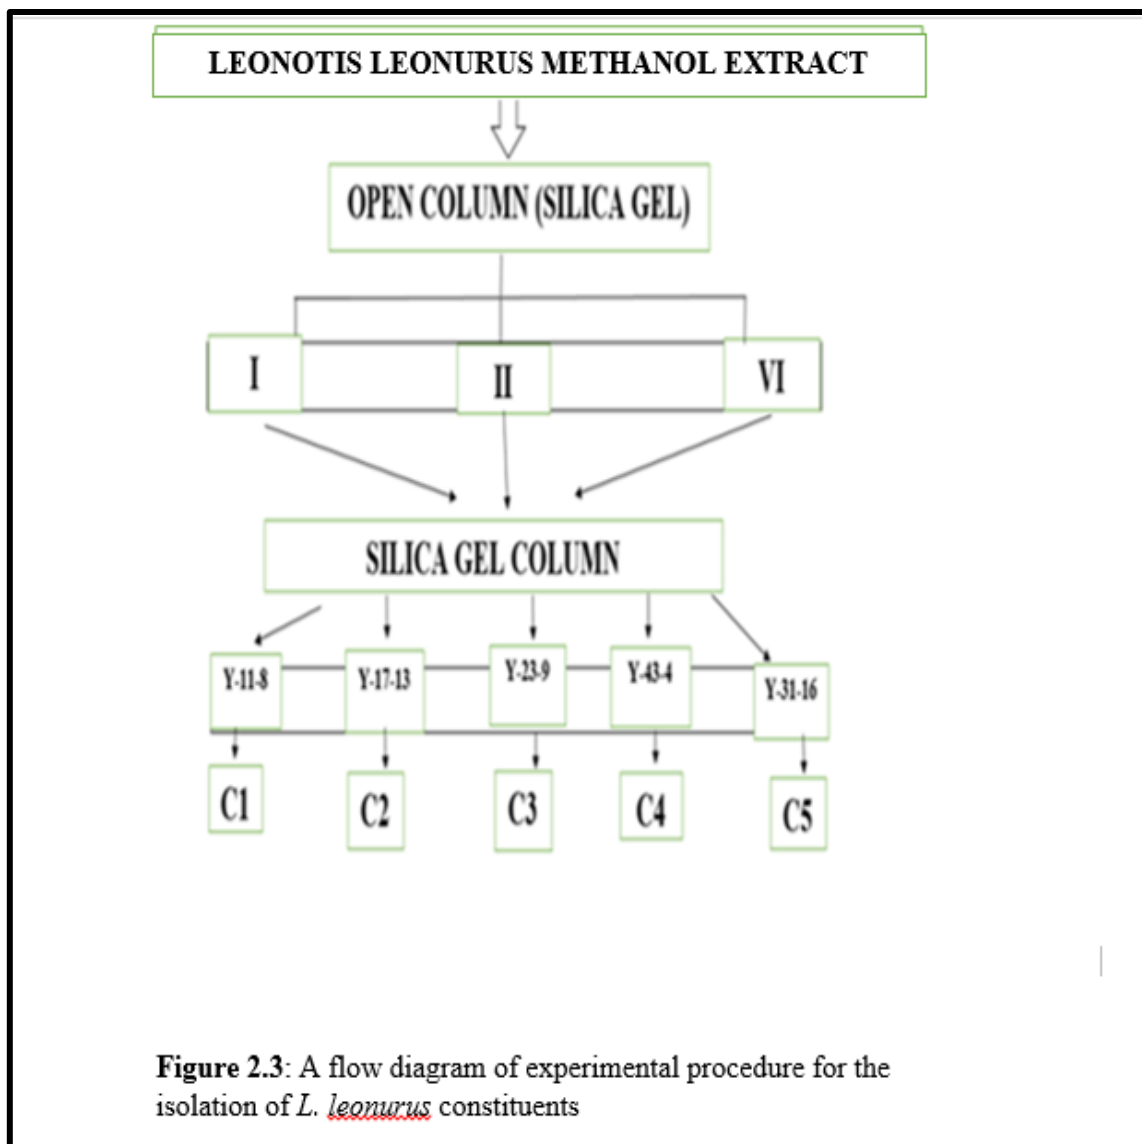 LEONOTIS LEONURUS METHANOL EXTRACT
OPEN COLUMN (SILICA GEL)
I II VI
SILICA GEL COLUMN
Y-11-8 Y-17-13 Y-23-9 Y-43-4 Y-31-16
C1 C2 C3 C4 C5
Figure 2.3: A flow diagram of experimental procedure for the
isolation of L. leonurus constituents